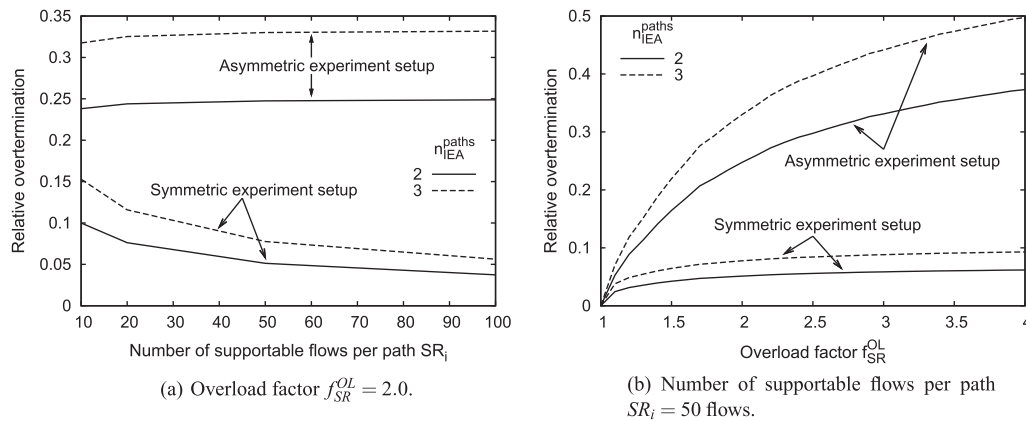 0.35
0.3
0.25
0.2
0.15
0.1
0.05
0
Relative overtermination
Asymmetric experiment setup
n_IEA^paths
2
3
Symmetric experiment setup
10 20 30 40 50 60 70 80 90 100
Number of supportable flows per path SR_i
(a) Overload factor f_SR^OL = 2.0.
0.5
0.4
0.3
0.2
0.1
0
Relative overtermination
n_IEA^paths
2
3
Asymmetric experiment setup
Symmetric experiment setup
1 1.5 2 2.5 3 3.5 4
Overload factor f_SR^OL
(b) Number of supportable flows per path
SR_i = 50 flows.